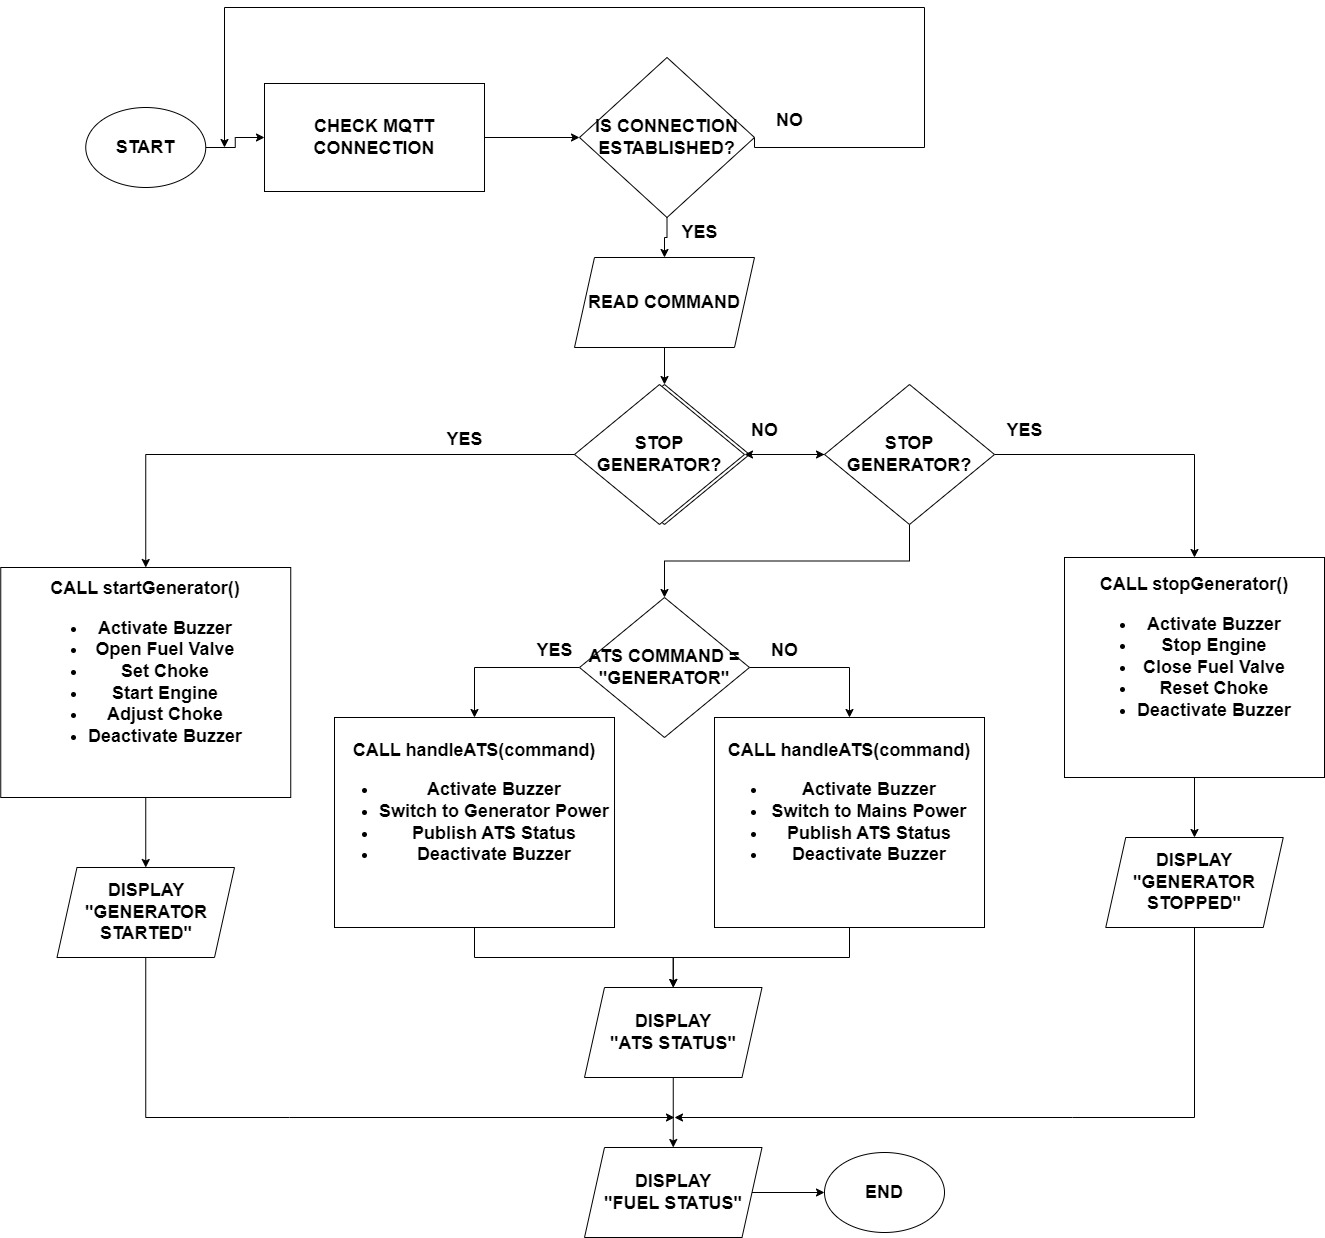 START
CHECK MQTT
CONNECTION
IS CONNECTION
ESTABLISHED?
NO
YES
READ COMMAND
YES
STOP
GENERATOR?
NO
STOP
GENERATOR?
YES
CALL startGenerator()
• Activate Buzzer
• Open Fuel Valve
• Set Choke
• Start Engine
• Adjust Choke
• Deactivate Buzzer
YES
ATS COMMAND =
"GENERATOR"
NO
CALL handleATS(command)
• Activate Buzzer
• Switch to Generator Power
• Publish ATS Status
• Deactivate Buzzer
CALL handleATS(command)
• Activate Buzzer
• Switch to Mains Power
• Publish ATS Status
• Deactivate Buzzer
CALL stopGenerator()
• Activate Buzzer
• Stop Engine
• Close Fuel Valve
• Reset Choke
• Deactivate Buzzer
DISPLAY
"GENERATOR
STARTED"
DISPLAY
"GENERATOR
STOPPED"
DISPLAY
"ATS STATUS"
DISPLAY
"FUEL STATUS"
END